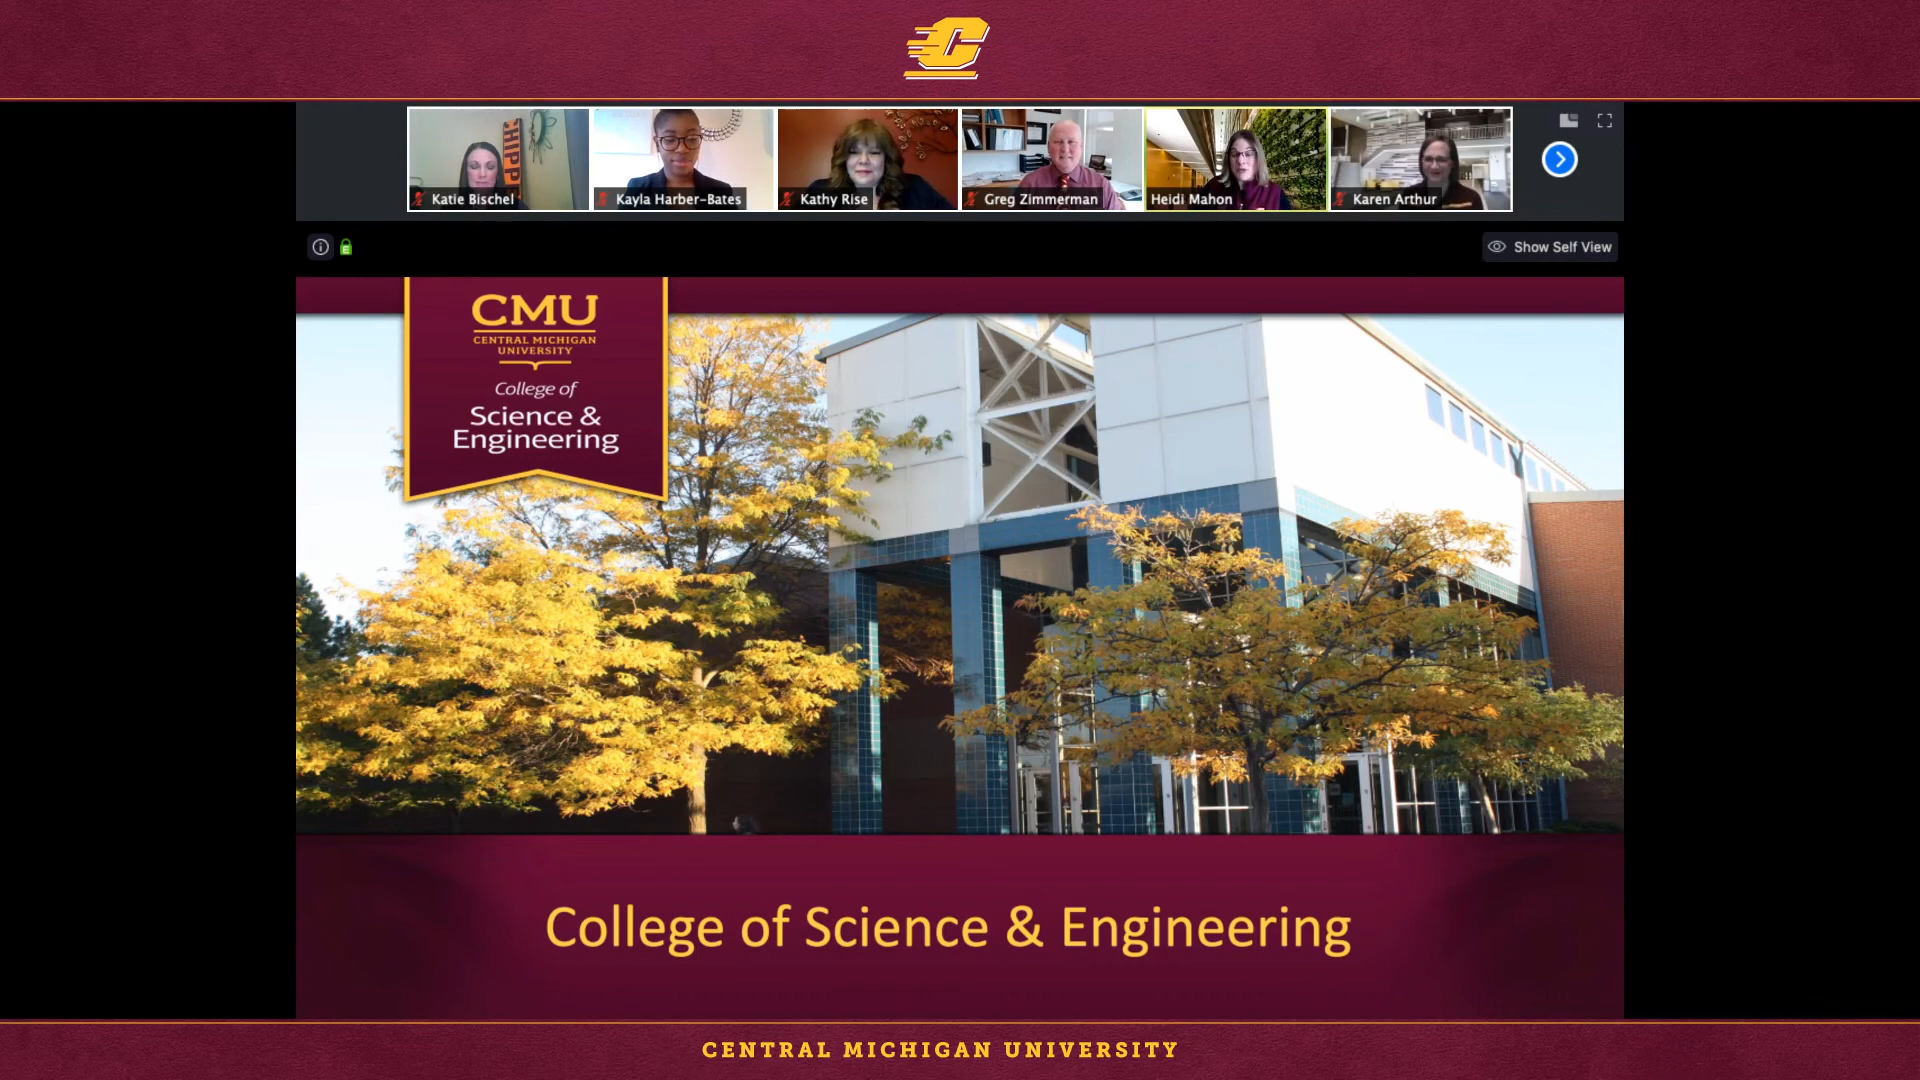 CHIPP
Katie Bischel
Kayla Harber-Bates
Kathy Rise
Greg Zimmerman
Heidi Mahon
Karen Arthur
Show Self View
CMU
CENTRAL MICHIGAN
UNIVERSITY
College of
Science &
Engineering
College of Science & Engineering
CENTRAL MICHIGAN UNIVERSITY